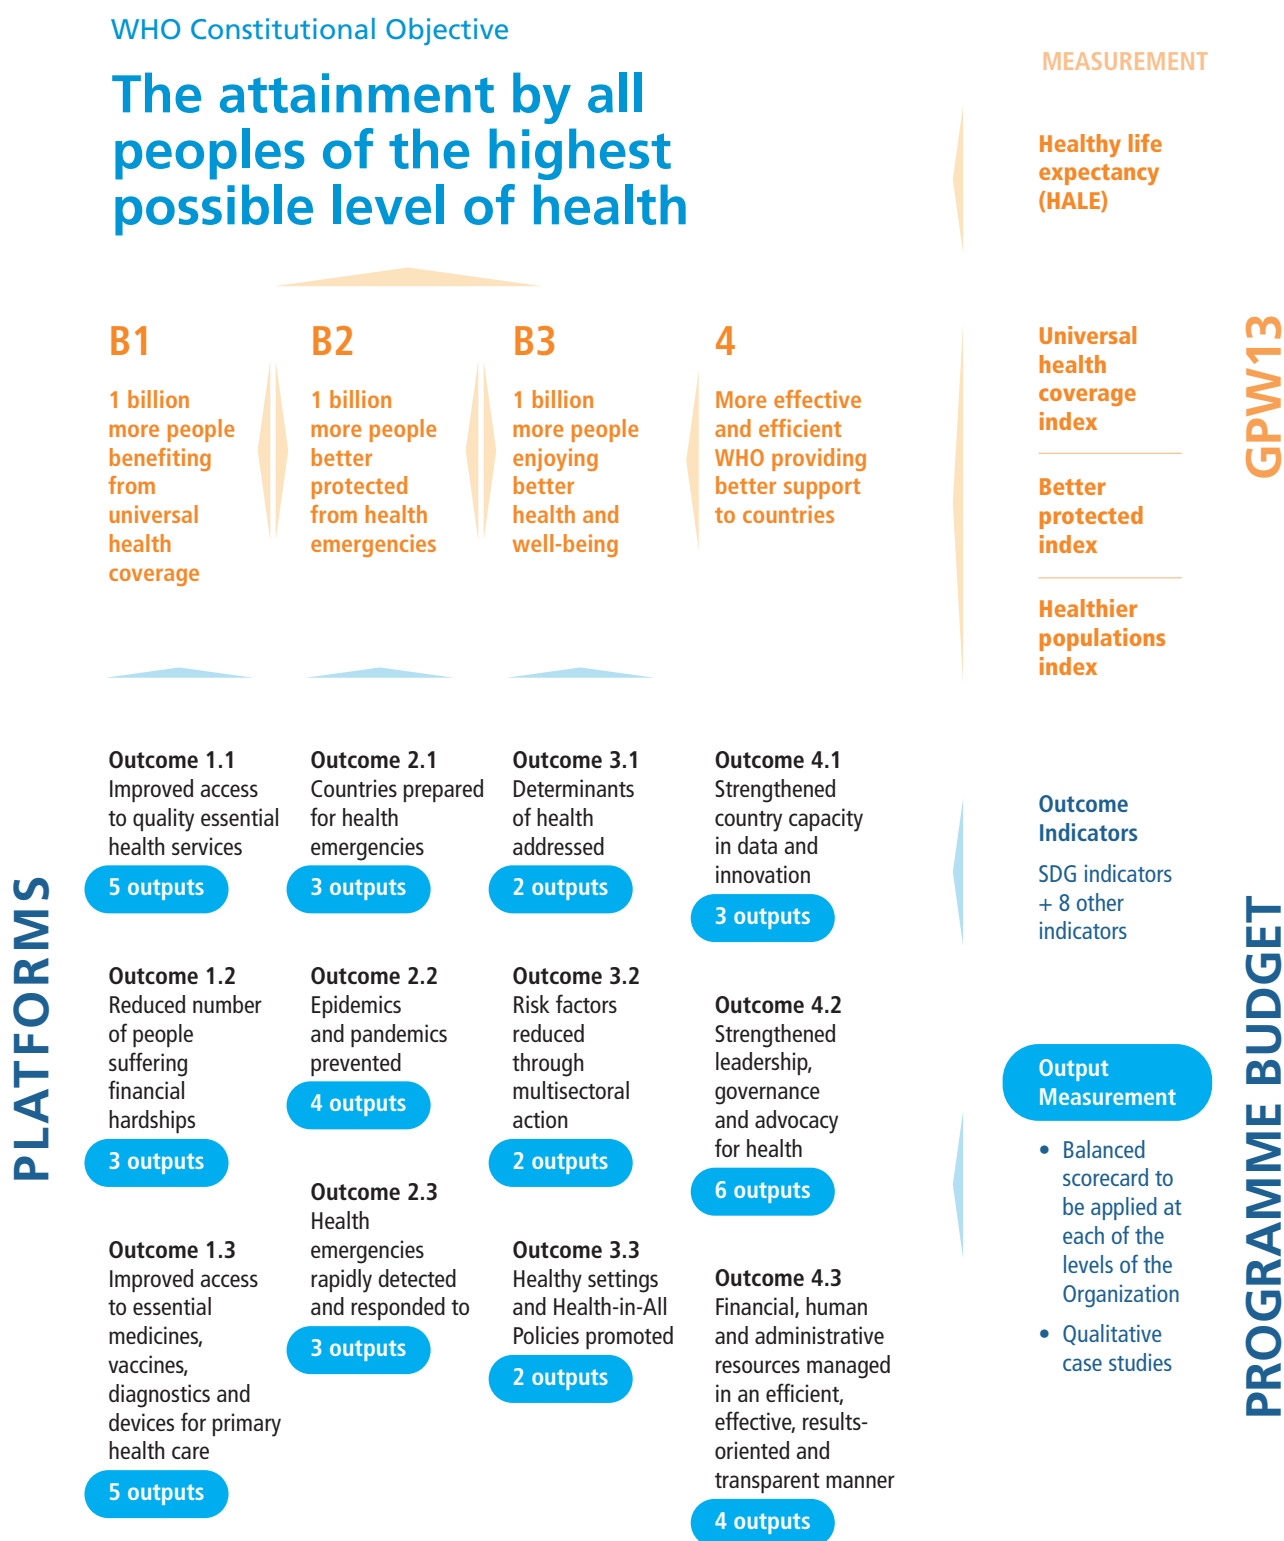 WHO Constitutional Objective
The attainment by all
peoples of the highest
possible level of health
B1
1 billion
more people
benefiting
from
universal
health
coverage
B2
1 billion
more people
better
protected
from health
emergencies
B3
1 billion
more people
enjoying
better
health and
well-being
4
More effective
and efficient
WHO providing
better support
to countries
PLATFORMS
Outcome 1.1
Improved access
to quality essential
health services
5 outputs
Outcome 1.2
Reduced number
of people
suffering
financial
hardships
3 outputs
Outcome 1.3
Improved access
to essential
medicines,
vaccines,
diagnostics and
devices for primary
health care
5 outputs
Outcome 2.1
Countries prepared
for health
emergencies
3 outputs
Outcome 2.2
Epidemics
and pandemics
prevented
4 outputs
Outcome 2.3
Health
emergencies
rapidly detected
and responded to
3 outputs
Outcome 3.1
Determinants
of health
addressed
2 outputs
Outcome 3.2
Risk factors
reduced
through
multisectoral
action
2 outputs
Outcome 3.3
Healthy settings
and Health-in-All
Policies promoted
2 outputs
Outcome 4.1
Strengthened
country capacity
in data and
innovation
3 outputs
Outcome 4.2
Strengthened
leadership,
governance
and advocacy
for health
6 outputs
Outcome 4.3
Financial, human
and administrative
resources managed
in an efficient,
effective, results-
oriented and
transparent manner
4 outputs
MEASUREMENT
Healthy life
expectancy
(HALE)
Universal
health
coverage
index
Better
protected
index
Healthier
populations
index
GPW13
Outcome
Indicators
SDG indicators
+ 8 other
indicators
Output
Measurement
• Balanced
scorecard to
be applied at
each of the
levels of the
Organization
• Qualitative
case studies
PROGRAMME BUDGET